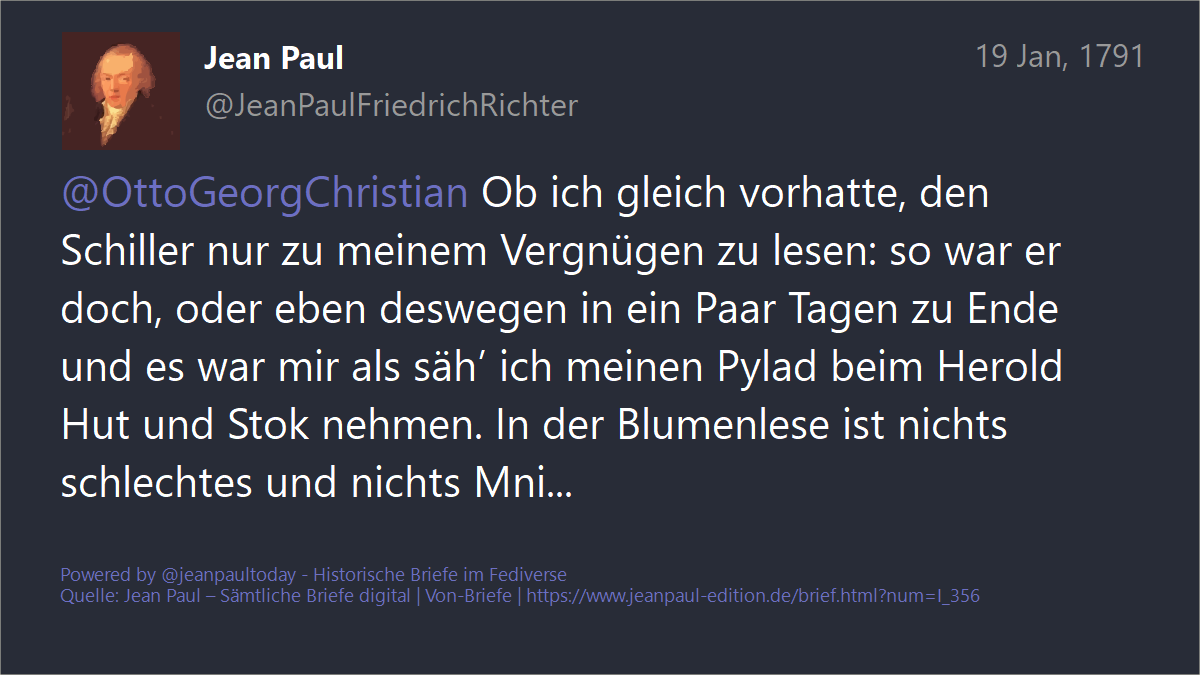 Jean Paul
19 Jan, 1791
@JeanPaulFriedrichRichter
@OttoGeorgChristian Ob ich gleich vorhatte, den
Schiller nur zu meinem Vergnügen zu lesen: so war er
doch, oder eben deswegen in ein Paar Tagen zu Ende
und es war mir als säh’ ich meinen Pylad beim Herold
Hut und Stok nehmen. In der Blumenlese ist nichts
schlechtes und nichts Mni...
Powered by @jeanpaultoday - Historische Briefe im Fediverse
Quelle: Jean Paul – Sämtliche Briefe digital | Von-Briefe | https://www.jeanpaul-edition.de/brief.html?num=I_356